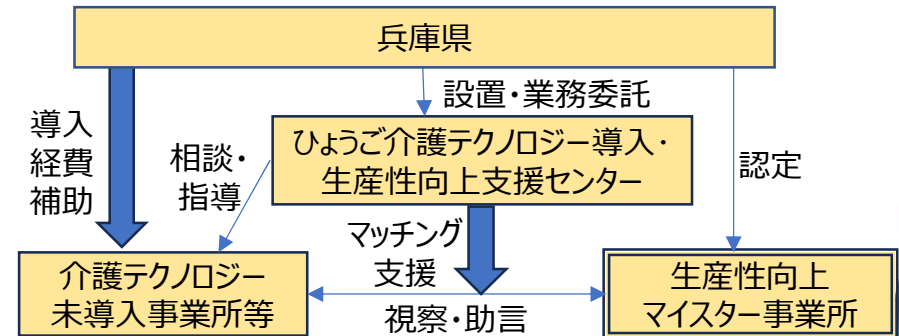 兵庫県
導入
経費
補助
設置・業務委託
相談・
指導
ひょうご介護テクノロジー導入・
生産性向上支援センター
認定
マッチング
支援
介護テクノロジー
未導入事業所等
視察・助言
生産性向上
マイスター事業所